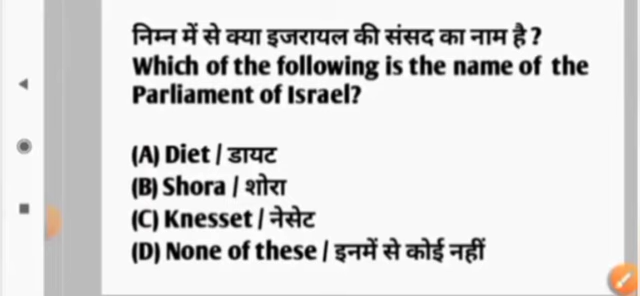 निम्न में से क्या इजरायल की संसद का नाम है ?
Which of the following is the name of the
Parliament of Israel?
(A) Diet / डायट
(B) Shora / शोरा
(C) Knesset / नेसेट
(D) None of these / इनमें से कोई नहीं